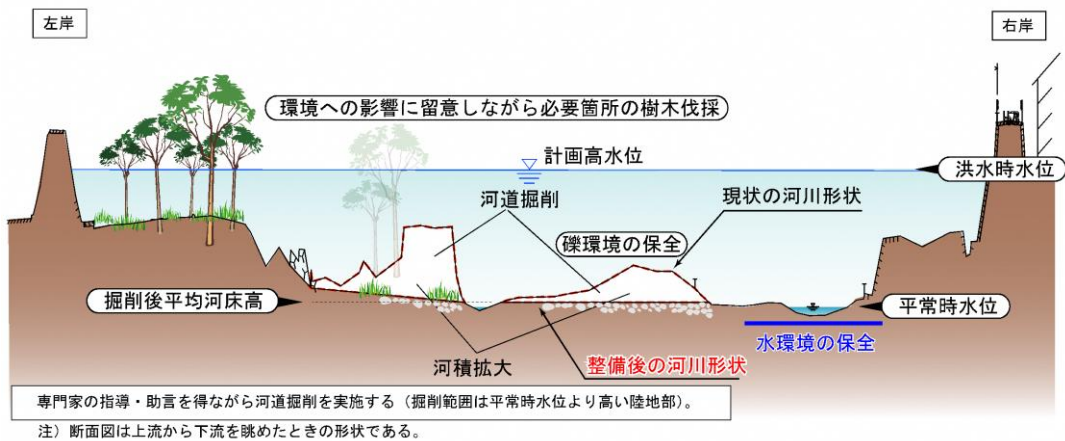 左岸
右岸
環境への影響に留意しながら必要箇所の樹木伐採
計画高水位
洪水時水位
河道掘削
現状の河川形状
礫環境の保全
掘削後平均河床高
平常時水位
水環境の保全
河積拡大
整備後の河川形状
専門家の指導・助言を得ながら河道掘削を実施する（掘削範囲は平常時水位より高い陸地部）。
注）断面図は上流から下流を眺めたときの形状である。